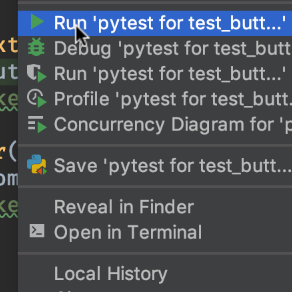 Run 'pytest for test_butt...'
Debug 'pytest for test_butt
Run 'pytest for test_butt...'
Profile 'pytest for test_butt.
Concurrency Diagram for 'p
Save 'pytest for test_butt...
Reveal in Finder
Open in Terminal
Local History